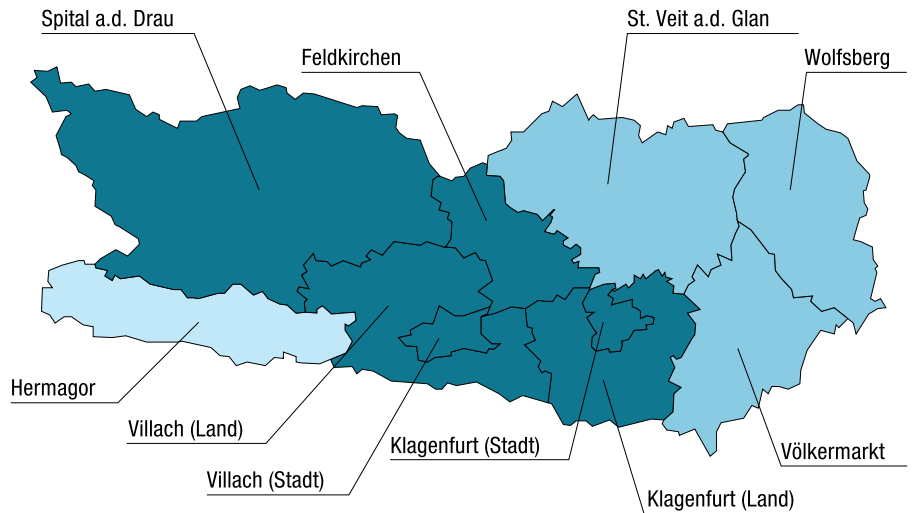 Spital a.d. Drau
St. Veit a.d. Glan
Feldkirchen
Wolfsberg
Hermagor
Villach (Land)
Klagenfurt (Stadt)
Völkermarkt
Villach (Stadt)
Klagenfurt (Land)